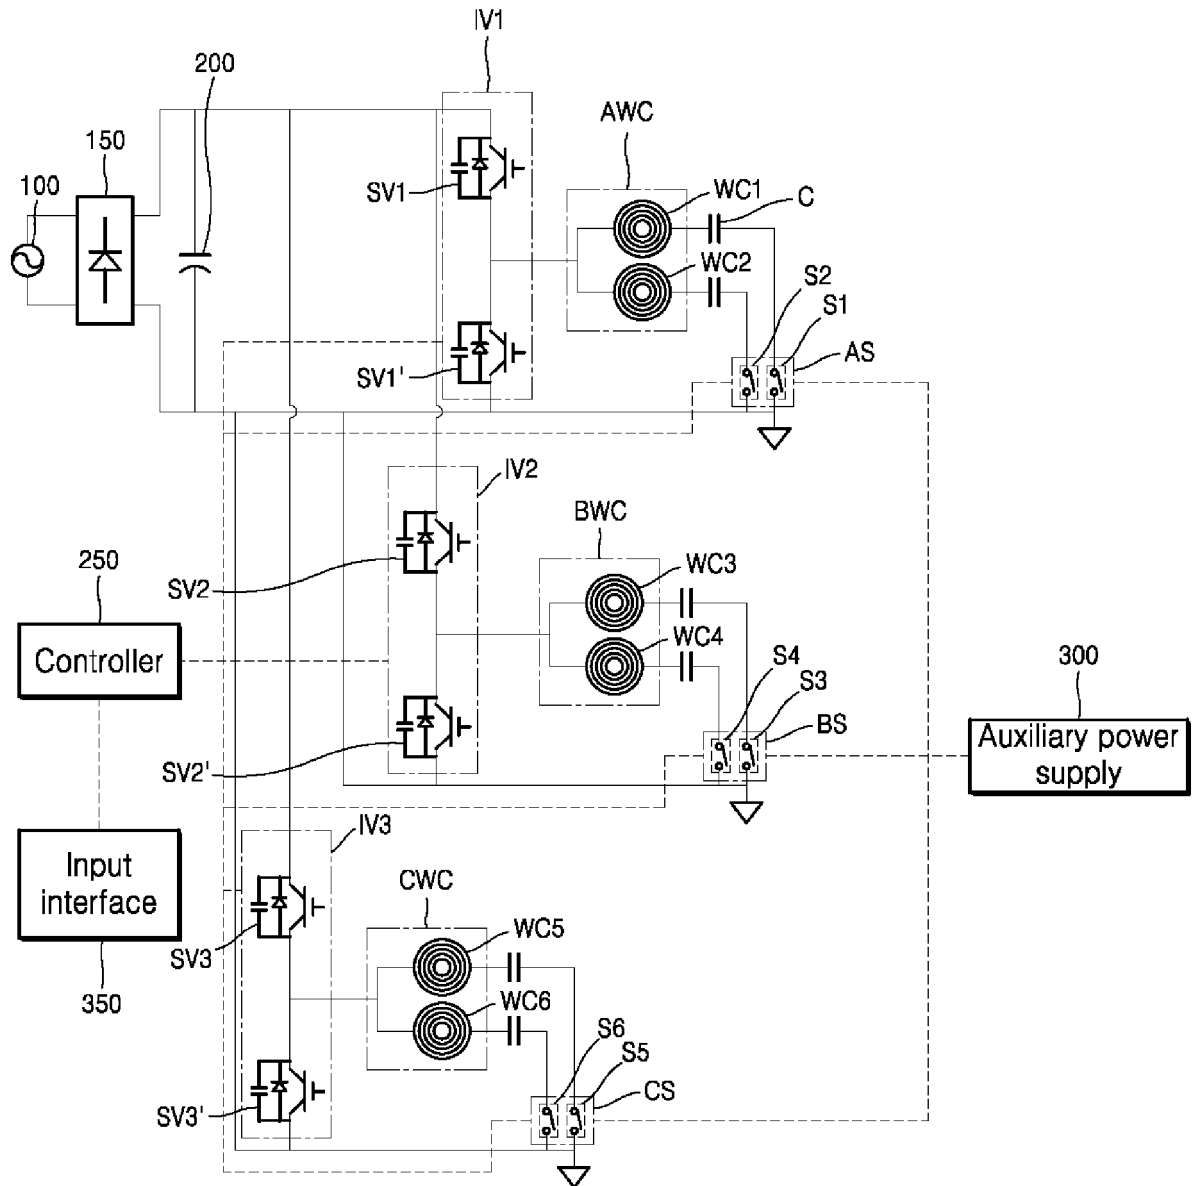 IV1
200
AWC
150
100
WC1
C
SV1
WC2
S2
S1
SV1'
AS
IV2
BWC
250
SV2
WC3
Controller
WC4
S4
300
S3
Auxiliary power
supply
BS
SV2'
IV3
Input
interface
CWC
WC5
SV3
350
WC6
S6
S5
SV3'
CS